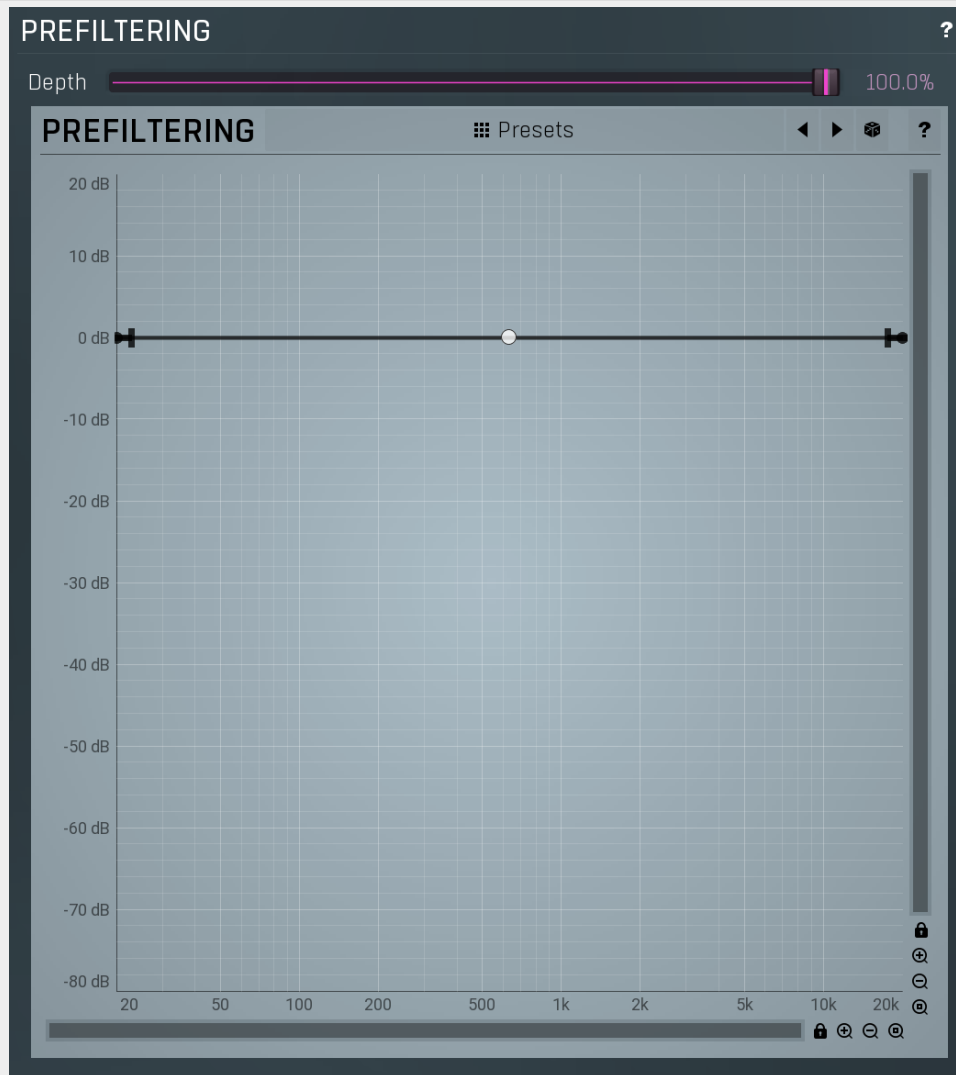 PREFILTERING ?
Depth 100.0%
PREFILTERING Presets ?
20 dB
10 dB
0 dB
-10 dB
-20 dB
-30 dB
-40 dB
-50 dB
-60 dB
-70 dB
-80 dB
20 50 100 200 500 1k 2k 5k 10k 20k